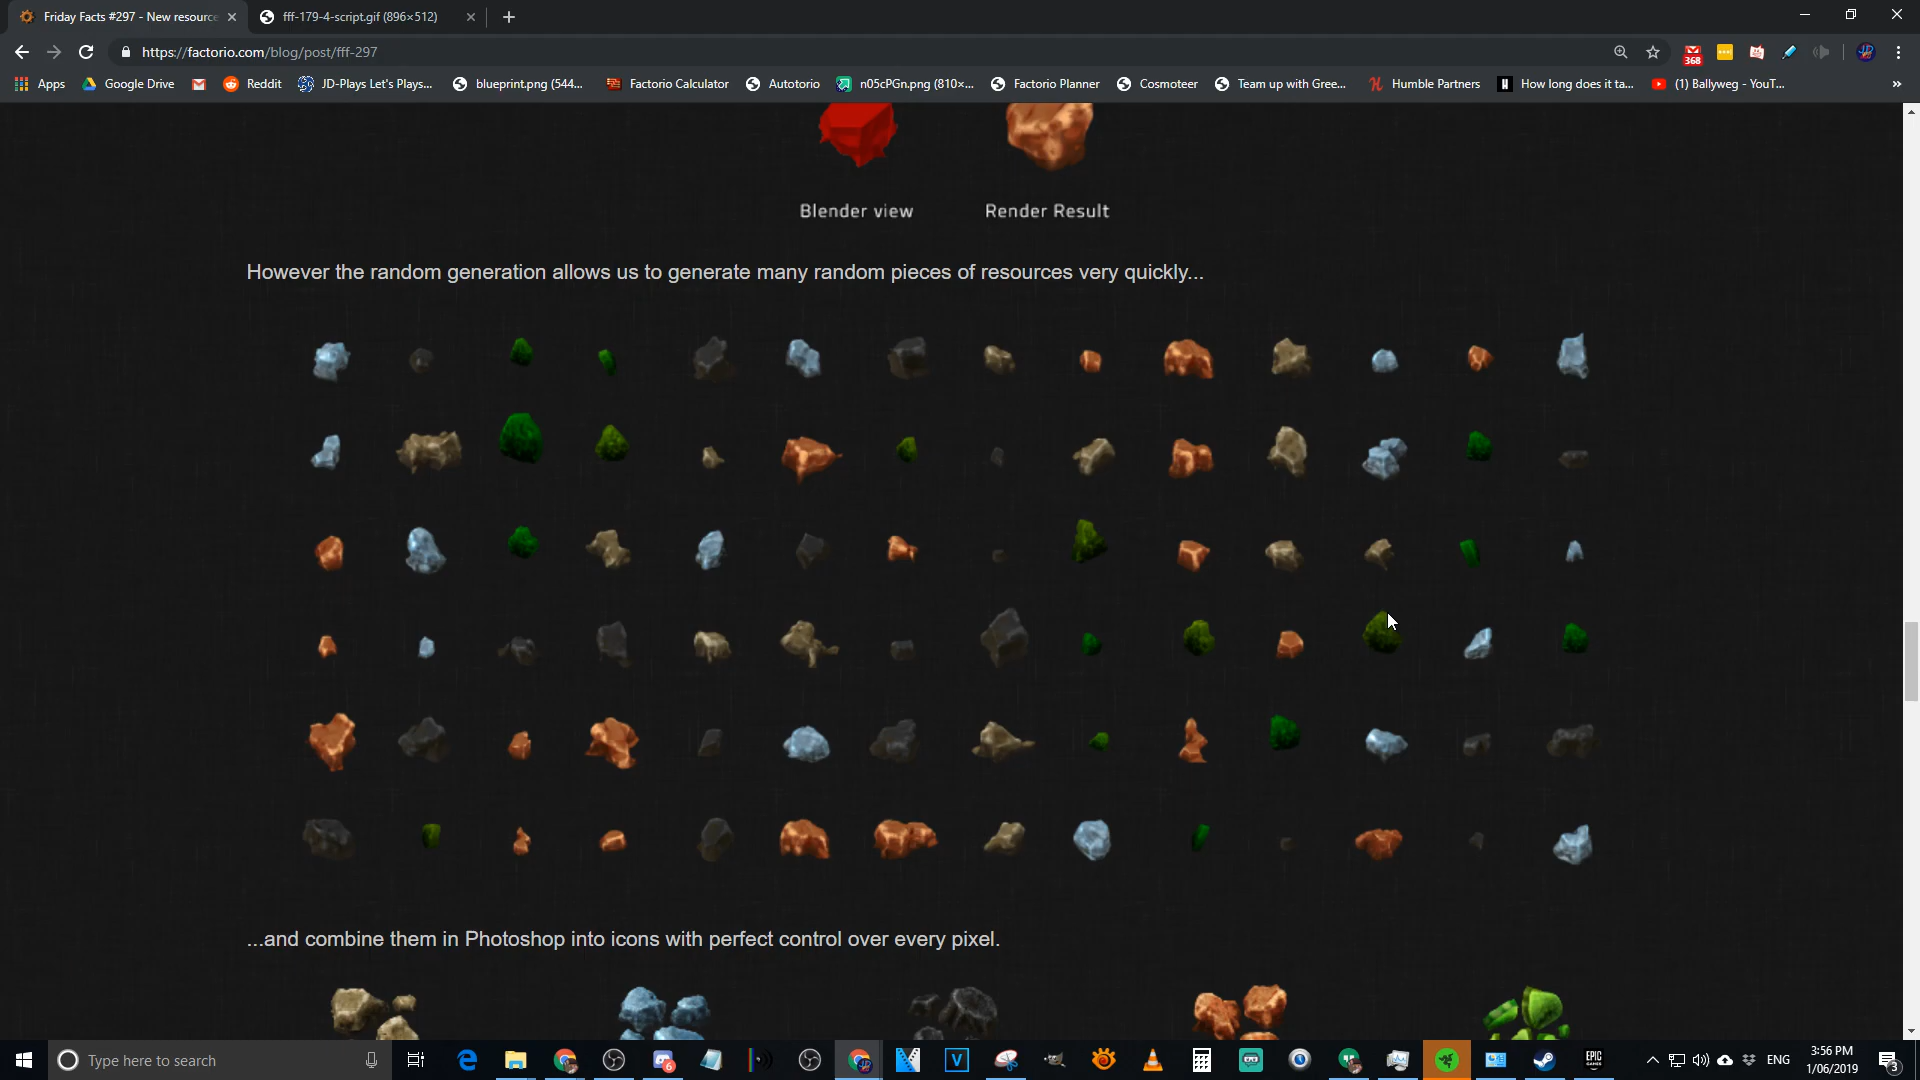 Friday Facts #297 - New resource
fff-179-4-script.gif (896×512)
https://factorio.com/blog/post/fff-297
368
Apps
Google Drive
Reddit
JD-Plays Let's Plays...
blueprint.png (544...
Factorio Calculator
Autotorio
n05cPGn.png (810×...
Factorio Planner
Cosmoteer
Team up with Gree...
Humble Partners
How long does it ta...
(1) Ballyweg - YouT...
»
Blender view
Render Result
However the random generation allows us to generate many random pieces of resources very quickly...
...and combine them in Photoshop into icons with perfect control over every pixel.
Type here to search
6
V
EPIC
ENG
3:56 PM
1/06/2019
3